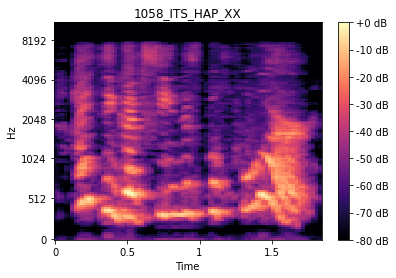 1058_ITS_HAP_XX
8192
4096
2048
1024
512
0
Hz
0
0.5
1
1.5
Time
+0 dB
-10 dB
-20 dB
-30 dB
-40 dB
-50 dB
-60 dB
-70 dB
-80 dB